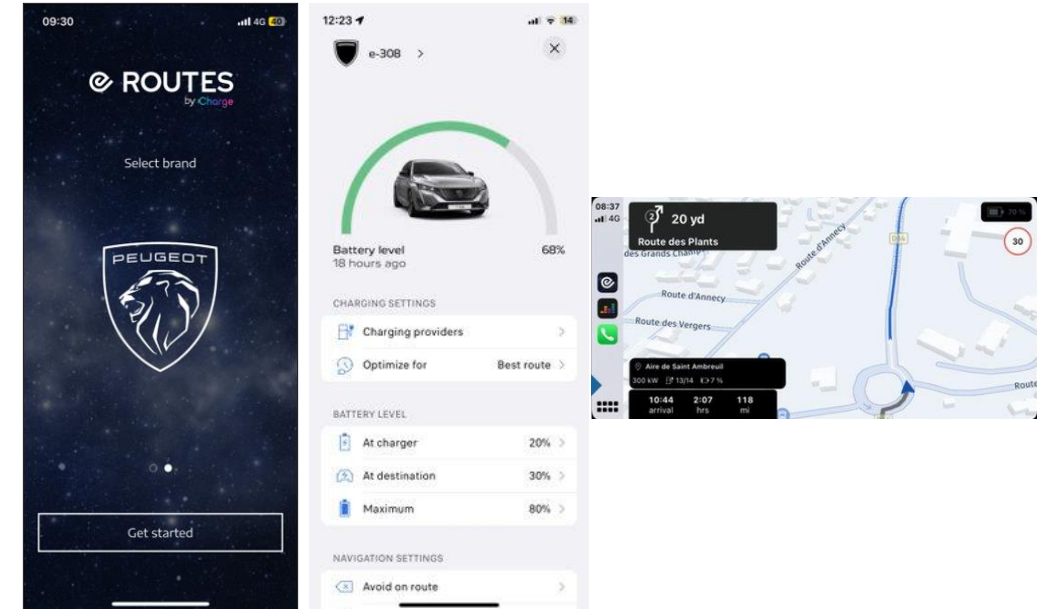 09:30
4G 40
ROUTES
by Charge
Select brand
PEUGEOT
Get started
12:23
14
e-308 >
Battery level
68%
18 hours ago
CHARGING SETTINGS
Charging providers >
Optimize for Best route >
BATTERY LEVEL
At charger 20% >
At destination 30% >
Maximum 80% >
NAVIGATION SETTINGS
Avoid on route >
08:37
4G
2 20 yd
Route des Plants
70 %
30
des Grands
Route d'Annecy
Route d'Annecy
Route des Vergers
Aire de Saint Ambreuil
300 kW 13/14 7 %
10:44 2:07 118
arrival hrs mi
Route